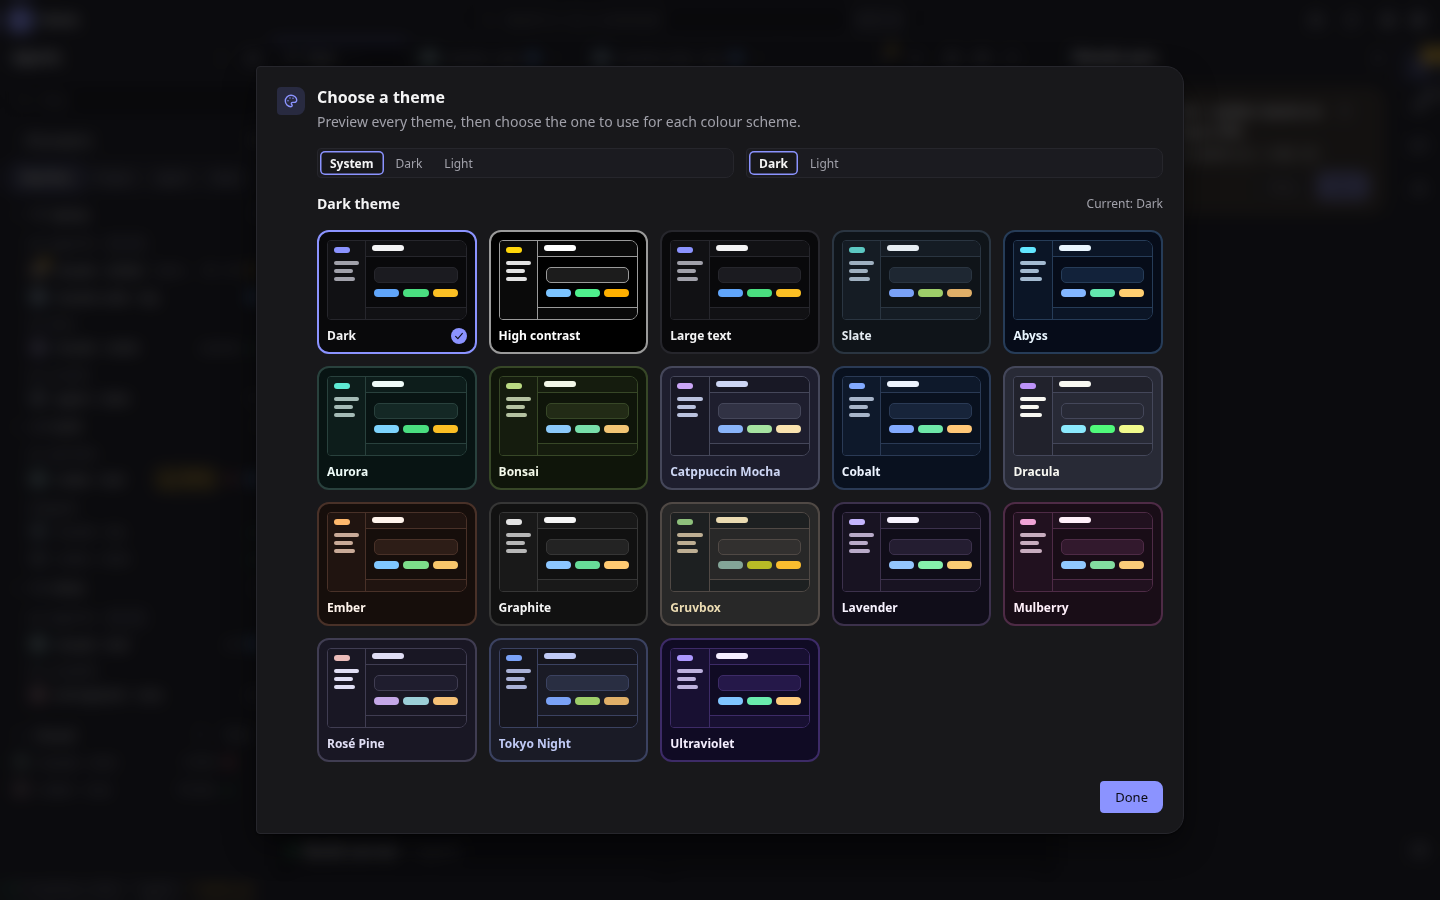 Choose a theme
Preview every theme, then choose the one to use for each colour scheme.
System Dark Light
Dark Light
Dark theme
Current: Dark
Dark
High contrast
Large text
Slate
Abyss
Aurora
Bonsai
Catppuccin Mocha
Cobalt
Dracula
Ember
Graphite
Gruvbox
Lavender
Mulberry
Rosé Pine
Tokyo Night
Ultraviolet
Done